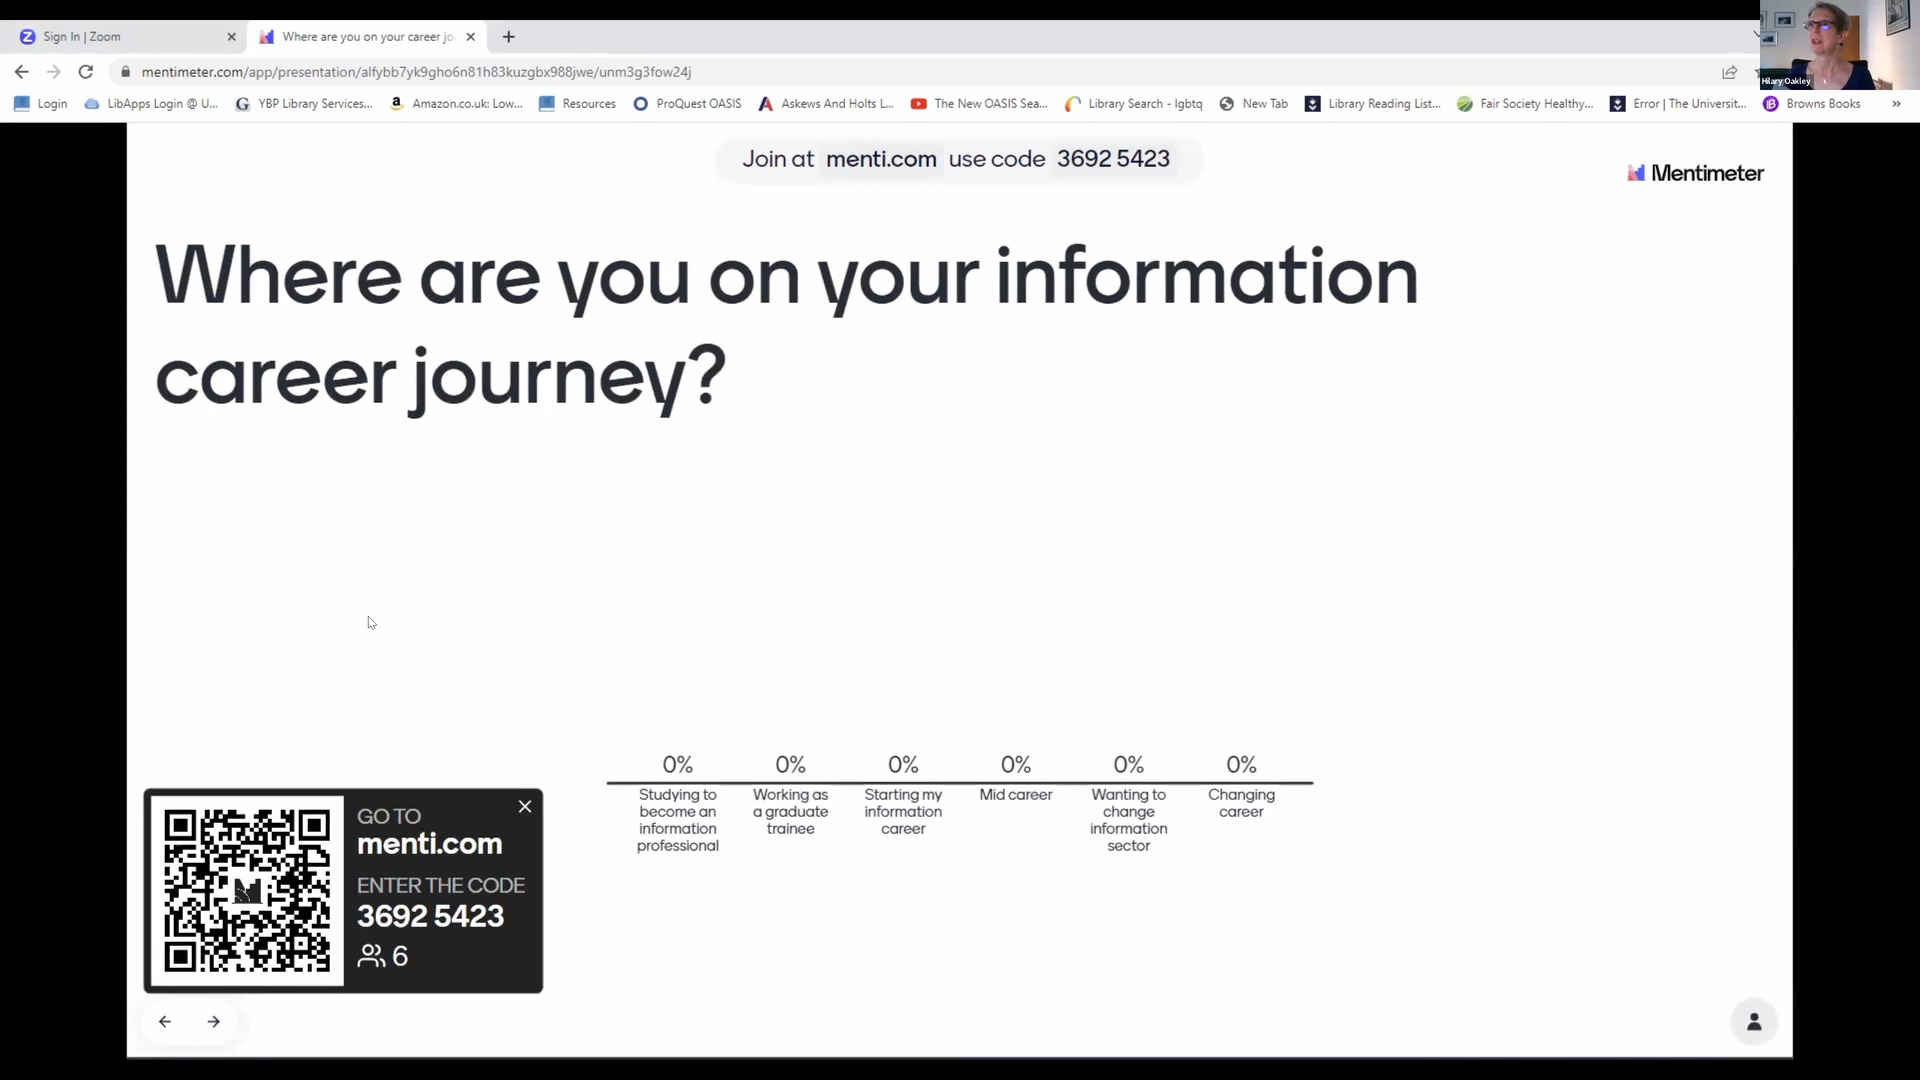 Sign In | Zoom
Where are you on your career jo
mentimeter.com/app/presentation/alfybb7yk9gho6n81h83kuzgbx988jwe/unm3g3fow24j
Hilary Oakley
Login
LibApps Login @ U...
YBP Library Services...
Amazon.co.uk: Low...
Resources
ProQuest OASIS
Askews And Holts L...
The New OASIS Sea...
Library Search - lgbtq
New Tab
Library Reading List...
Fair Society Healthy...
Error | The Universit...
Browns Books
»
Join at menti.com use code 3692 5423
Mentimeter
Where are you on your information
career journey?
0% 0% 0% 0% 0% 0%
Studying to
become an
information
professional
Working as
a graduate
trainee
Starting my
information
career
Mid career
Wanting to
change
information
sector
Changing
career
GO TO
menti.com
ENTER THE CODE
3692 5423
6